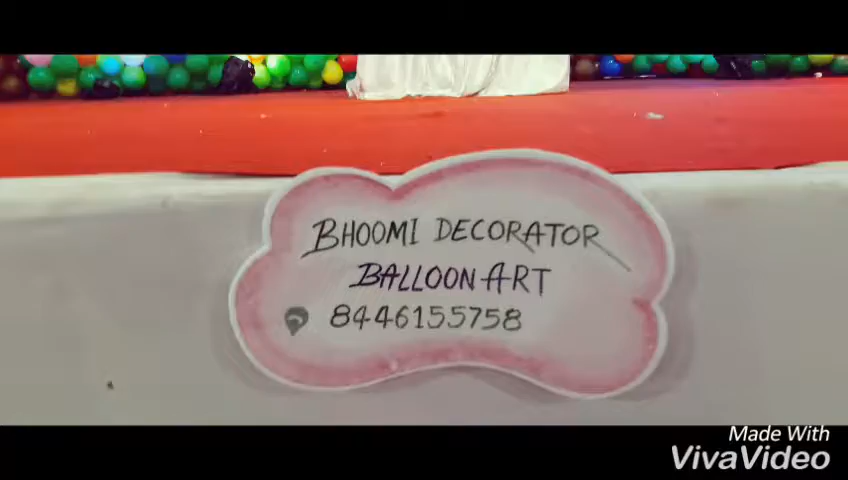 BHOOMI DECORATOR
BALLOON ART
8446155758
Made With
VivaVideo